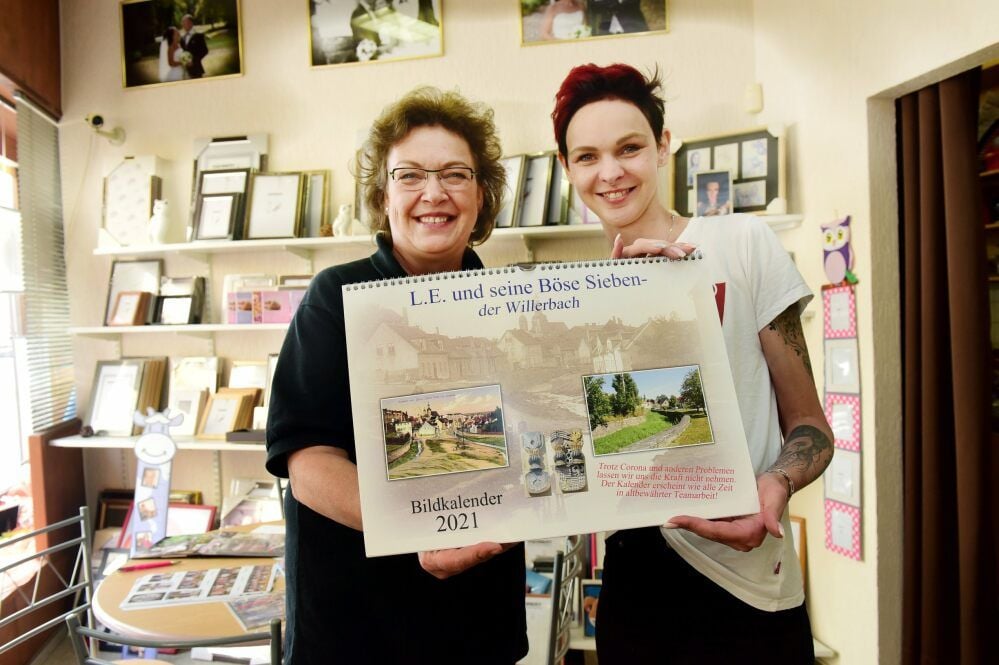 L.E. und seine Böse Sieben-
der Willerbach
Trotz Corona und anderen Problemen
lassen wir uns die Kraft nicht nehmen.
Der Kalender erscheint wie alle Zeit
in altbewährter Teamarbeit!
Bildkalender
2021